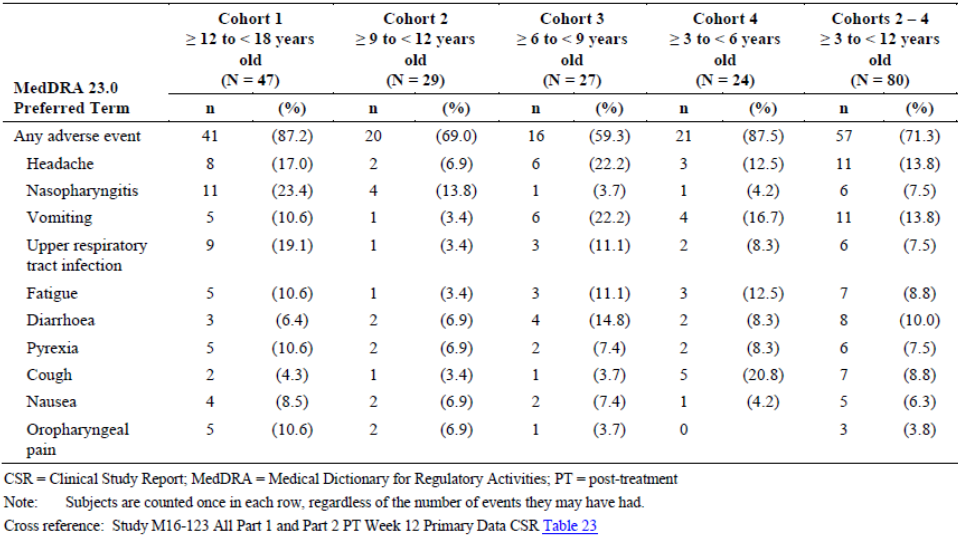 Cohort 1 Cohort 2 Cohort 3 Cohort 4 Cohorts 2 – 4
≥ 12 to < 18 years ≥ 9 to < 12 years ≥ 6 to < 9 years ≥ 3 to < 6 years ≥ 3 to < 12 years
old old old old old
MedDRA 23.0 (N = 47) (N = 29) (N = 27) (N = 24) (N = 80)
Preferred Term n (%) n (%) n (%) n (%) n (%)
Any adverse event 41 (87.2) 20 (69.0) 16 (59.3) 21 (87.5) 57 (71.3)
Headache 8 (17.0) 2 (6.9) 6 (22.2) 3 (12.5) 11 (13.8)
Nasopharyngitis 11 (23.4) 4 (13.8) 1 (3.7) 1 (4.2) 6 (7.5)
Vomiting 5 (10.6) 1 (3.4) 6 (22.2) 4 (16.7) 11 (13.8)
Upper respiratory 9 (19.1) 1 (3.4) 3 (11.1) 2 (8.3) 6 (7.5)
tract infection
Fatigue 5 (10.6) 1 (3.4) 3 (11.1) 3 (12.5) 7 (8.8)
Diarrhoea 3 (6.4) 2 (6.9) 4 (14.8) 2 (8.3) 8 (10.0)
Pyrexia 5 (10.6) 2 (6.9) 2 (7.4) 2 (8.3) 6 (7.5)
Cough 2 (4.3) 1 (3.4) 1 (3.7) 5 (20.8) 7 (8.8)
Nausea 4 (8.5) 2 (6.9) 2 (7.4) 1 (4.2) 5 (6.3)
Oropharyngeal 5 (10.6) 2 (6.9) 1 (3.7) 0 3 (3.8)
pain
CSR = Clinical Study Report; MedDRA = Medical Dictionary for Regulatory Activities; PT = post-treatment
Note: Subjects are counted once in each row, regardless of the number of events they may have had.
Cross reference: Study M16-123 All Part 1 and Part 2 PT Week 12 Primary Data CSR Table 23